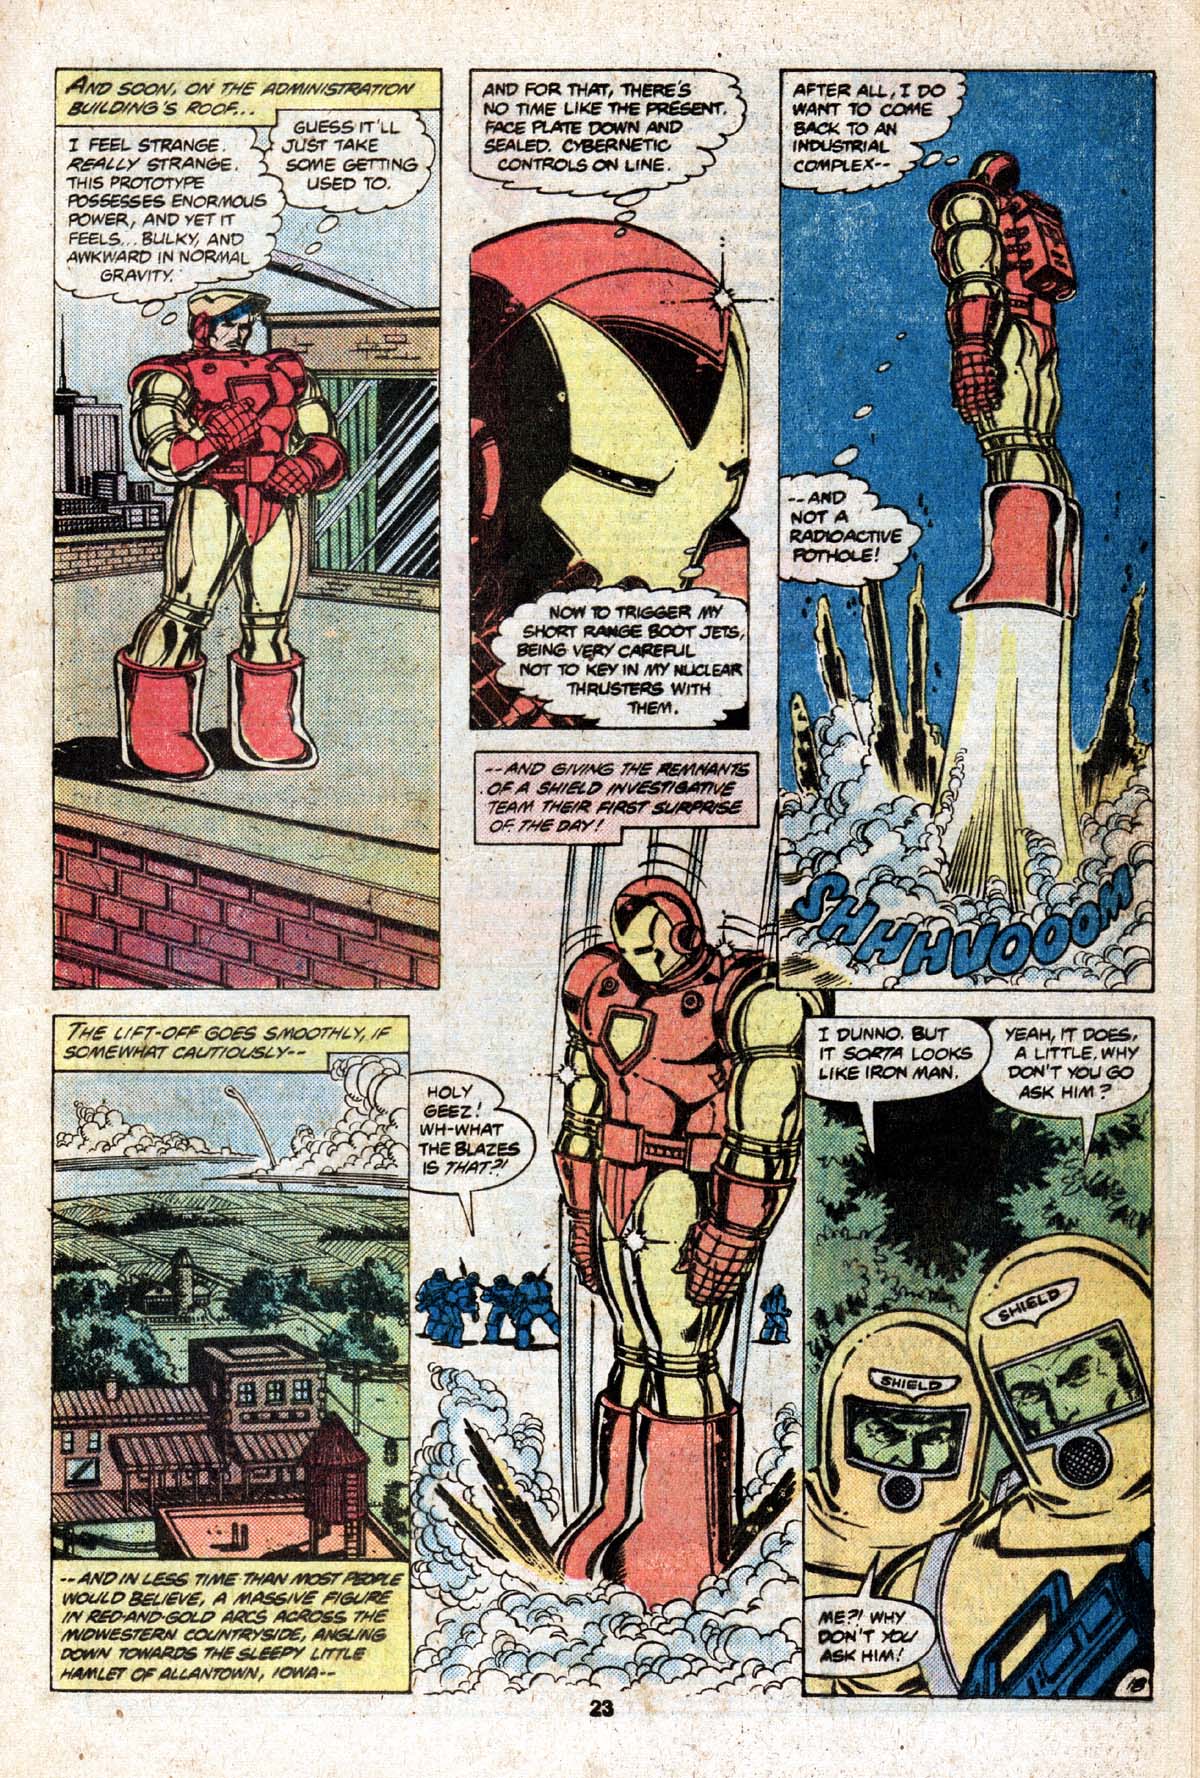 AND SOON, ON THE ADMINISTRATION
BUILDING'S ROOF...
I FEEL STRANGE.
REALLY STRANGE.
THIS PROTOTYPE
POSSESSES ENORMOUS
POWER, AND YET IT
FEELS... BULKY, AND
AWKWARD IN NORMAL
GRAVITY.
GUESS IT'LL
JUST TAKE
SOME GETTING
USED TO.
AND FOR THAT, THERE'S
NO TIME LIKE THE PRESENT.
FACE PLATE DOWN AND
SEALED. CYBERNETIC
CONTROLS ON LINE.
NOW TO TRIGGER MY
SHORT RANGE BOOT JETS,
BEING VERY CAREFUL
NOT TO KEY IN MY NUCLEAR
THRUSTERS WITH
THEM.
AFTER ALL, I DO
WANT TO COME
BACK TO AN
INDUSTRIAL
COMPLEX--
--AND
NOT A
RADIOACTIVE
POTHOLE!
SHHHVOOOM
THE LIFT-OFF GOES SMOOTHLY, IF
SOMEWHAT CAUTIOUSLY--
--AND IN LESS TIME THAN MOST PEOPLE
WOULD BELIEVE, A MASSIVE FIGURE
IN RED-AND-GOLD ARCS ACROSS THE
MIDWESTERN COUNTRYSIDE, ANGLING
DOWN TOWARDS THE SLEEPY LITTLE
HAMLET OF ALLANTOWN, IOWA--
--AND GIVING THE REMNANTS
OF A SHIELD INVESTIGATIVE
TEAM THEIR FIRST SURPRISE
OF THE DAY!
HOLY
GEEZ!
WH-WHAT
THE BLAZES
IS THAT?!
I DUNNO. BUT
IT SORTA LOOKS
LIKE IRON MAN.
YEAH, IT DOES,
A LITTLE. WHY
DON'T YOU GO
ASK HIM?
SHIELD
SHIELD
ME?! WHY
DON'T YOU
ASK HIM!
18
23